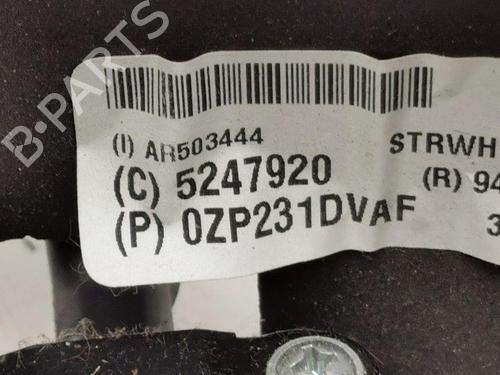 B-PARTS
(I) AR503444
STRWH
(C) 5247920
(R) 94
(P) 0ZP231DVAF
3